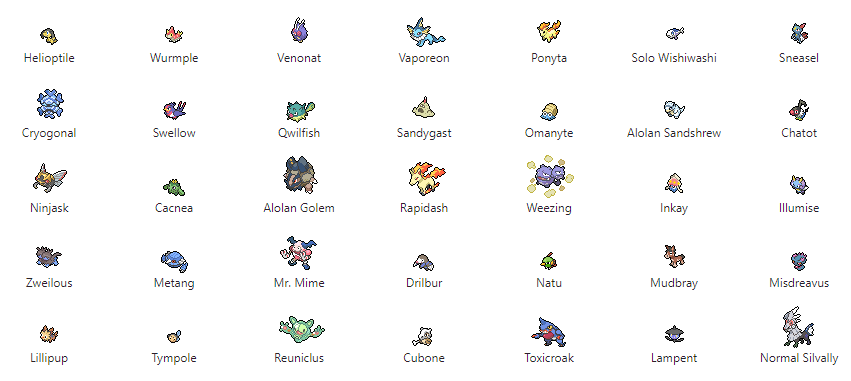 Helioptile Wurmple Venonat Vaporeon Ponyta Solo Wishiwashi Sneasel
Cryogonal Swellow Qwilfish Sandygast Omanyte Alolan Sandshrew Chatot
Ninjask Cacnea Alolan Golem Rapidash Weezing Inkay Illumise
Zweilous Metang Mr. Mime Drilbur Natu Mudbray Misdreavus
Lillipup Tympole Reuniclus Cubone Toxicroak Lampent Normal Silvally